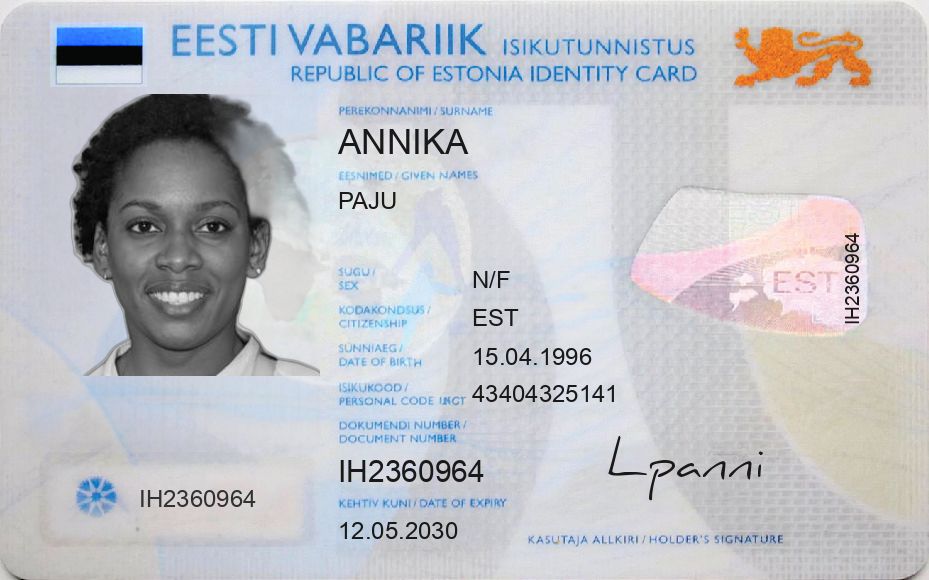 EESTI VABARIIK ISIKUTUNNISTUS
REPUBLIC OF ESTONIA IDENTITY CARD
PEREKONNANIMI / SURNAME
ANNIKA
EESNIMED / GIVEN NAMES
PAJU
SUGU /
SEX
N/F
KODAKONDSUS /
CITIZENSHIP
EST
SÜNNIAEG /
DATE OF BIRTH
15.04.1996
ISIKUKOOD /
PERSONAL CODE
43404325141
DOKUMENDI NUMBER /
DOCUMENT NUMBER
IH2360964
KEHTIV KUNI / DATE OF EXPIRY
12.05.2030
IH2360964
EST
IH2360964
Lpanni
KASUTAJA ALLKIRI / HOLDER'S SIGNATURE